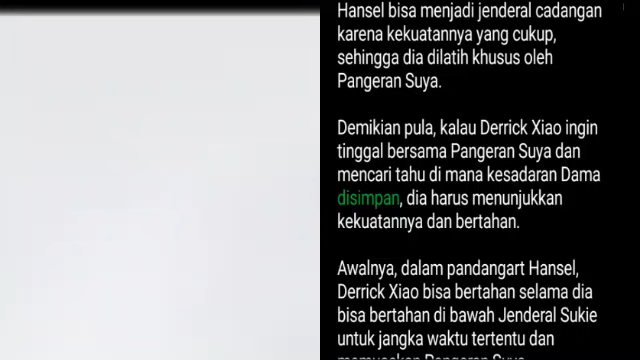 Hansel bisa menjadi jenderal cadangan
karena kekuatannya yang cukup,
sehingga dia dilatih khusus oleh
Pangeran Suya.
Demikian pula, kalau Derrick Xiao ingin
tinggal bersama Pangeran Suya dan
mencari tahu di mana kesadaran Dama
disimpan, dia harus menunjukkan
kekuatannya dan bertahan.
Awalnya, dalam pandangart Hansel,
Derrick Xiao bisa bertahan selama dia
bisa bertahan di bawah Jenderal Sukie
untuk jangka waktu tertentu dan
memuaskan Pangeran Suya